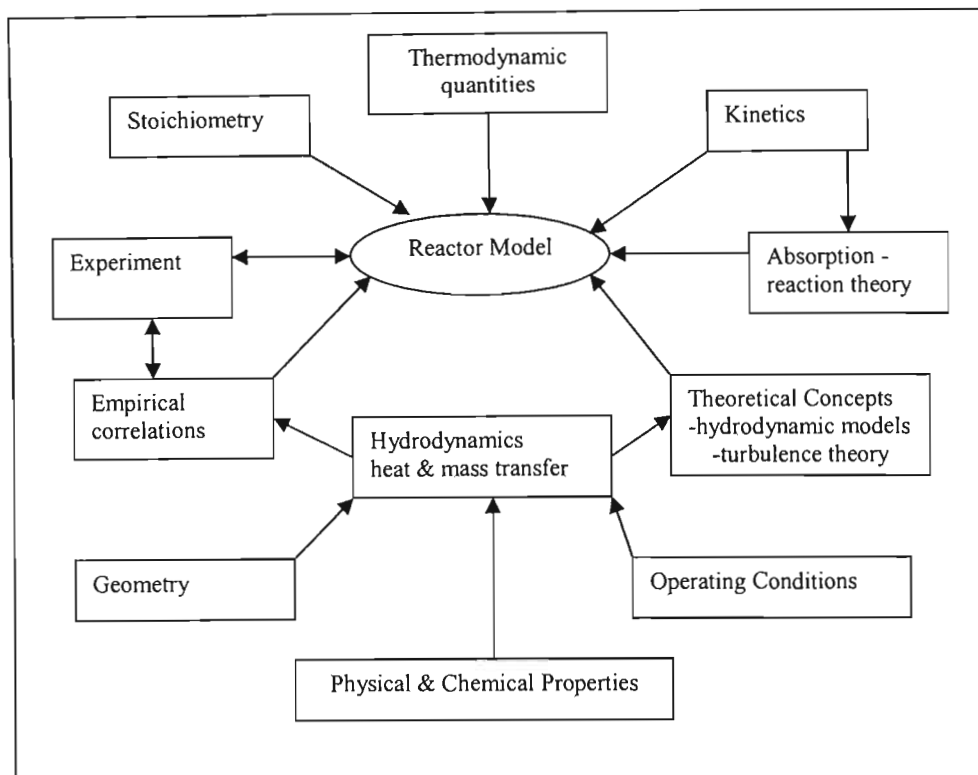 Thermodynamic
quantities
Stoichiometry
Kinetics
Reactor Model
Experiment
Absorption -
reaction theory
Empirical
correlations
Theoretical Concepts
-hydrodynamic models
-turbulence theory
Hydrodynamics
heat & mass transfer
Geometry
Operating Conditions
Physical & Chemical Properties